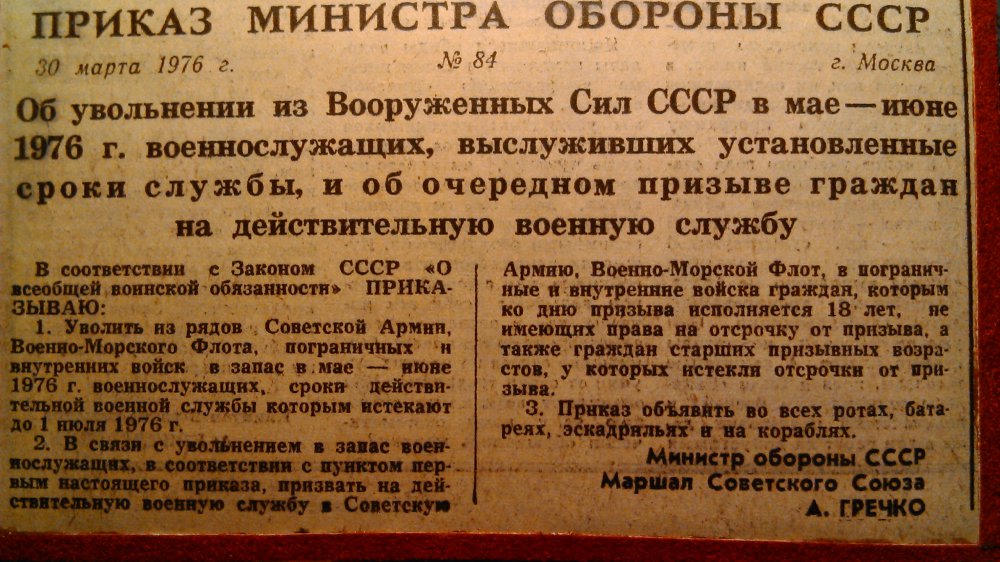 ПРИКАЗ МИНИСТРА ОБОРОНЫ СССР
30 марта 1976 г. № 84 г. Москва
Об увольнении из Вооруженных Сил СССР в мае — июне
1976 г. военнослужащих, выслуживших установленные
сроки службы, и об очередном призыве граждан
на действительную военную службу
В соответствии с Законом СССР «О
всеобщей воинской обязанности» ПРИКА-
ЗЫВАЮ:
1. Уволить из рядов Советской Армии,
Военно-Морского Флота, пограничных и
внутренних войск в запас в мае — июне
1976 г. военнослужащих, сроки действи-
тельной военной службы которым истекают
до 1 июля 1976 г.
2. В связи с увольнением в запас воен-
нослужащих, в соответствии с пунктом пер-
вым настоящего приказа, призвать на дей-
ствительную военную службу в Советскую
Армию, Военно-Морской Флот, в погранич-
ные и внутренние войска граждан, которым
ко дню призыва исполняется 18 лет, не
имеющих права на отсрочку от призыва, а
также граждан старших призывных возра-
стов, у которых истекли отсрочки от при-
зыва.
3. Приказ объявить во всех ротах, бата-
реях, эскадрильях и на кораблях.
Министр обороны СССР
Маршал Советского Союза
А. ГРЕЧКО